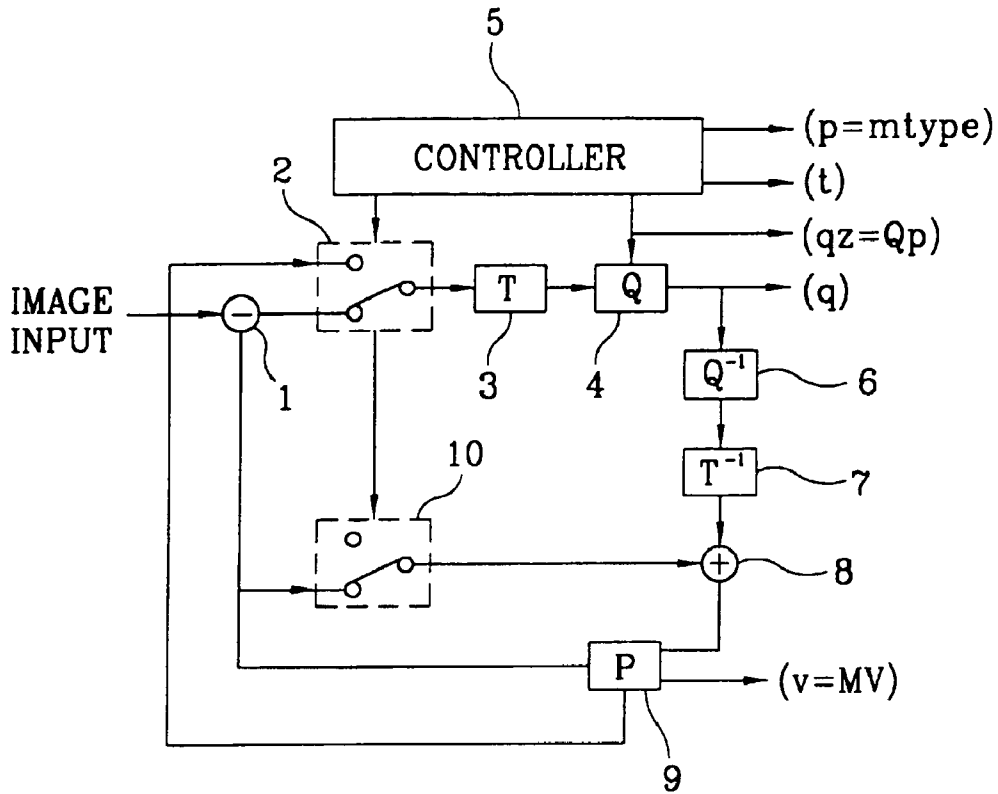 5
(p=mtype)
CONTROLLER
(t)
2
(qz=Qp)
IMAGE
INPUT
T
Q
(q)
1
3
4
Q⁻¹
6
T⁻¹
7
10
8
P
(v=MV)
9